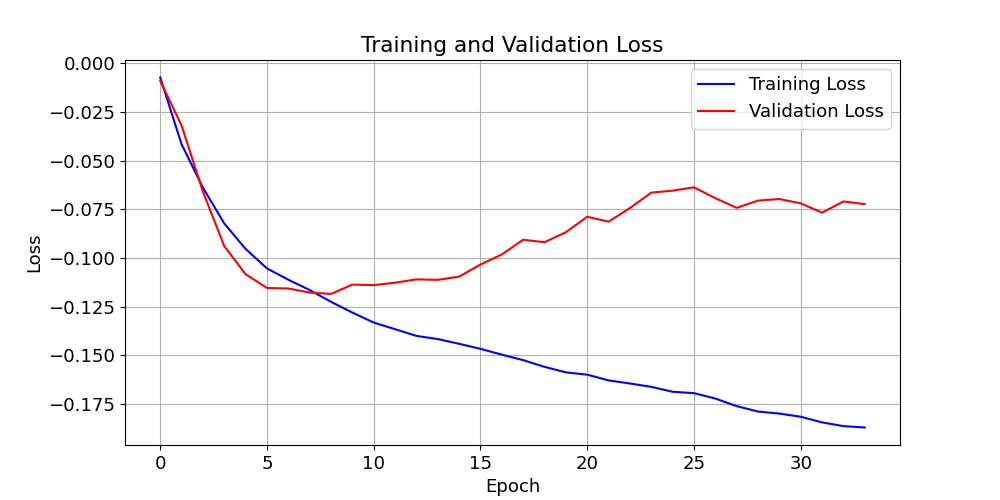 Training and Validation Loss
Training Loss
Validation Loss
Loss
0.000
−0.025
−0.050
−0.075
−0.100
−0.125
−0.150
−0.175
0 5 10 15 20 25 30
Epoch